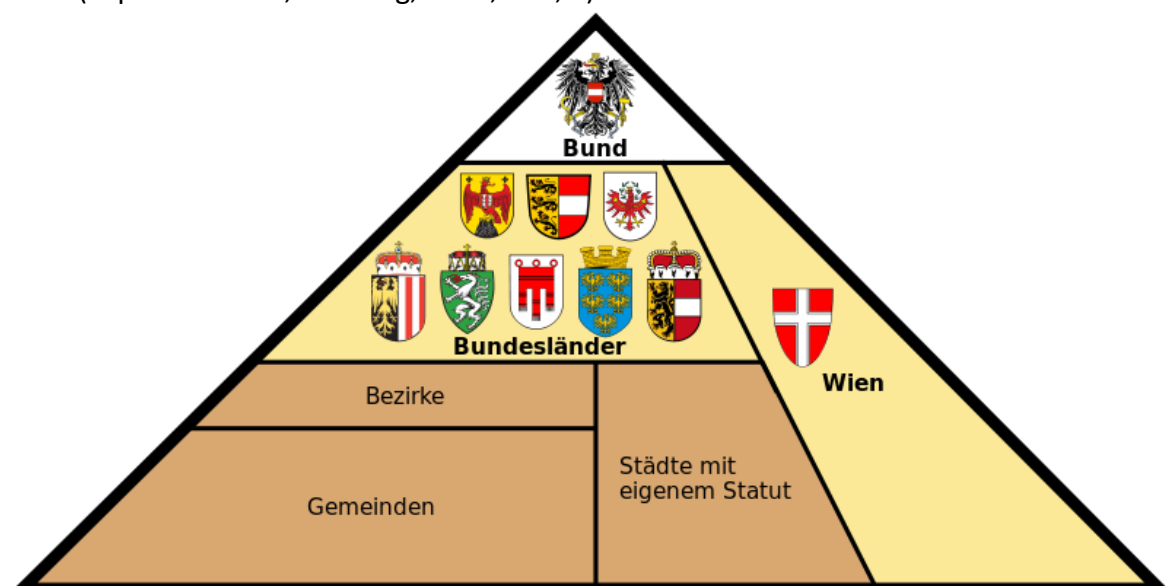 Bund
Bundesländer
Wien
Bezirke
Städte mit
eigenem Statut
Gemeinden